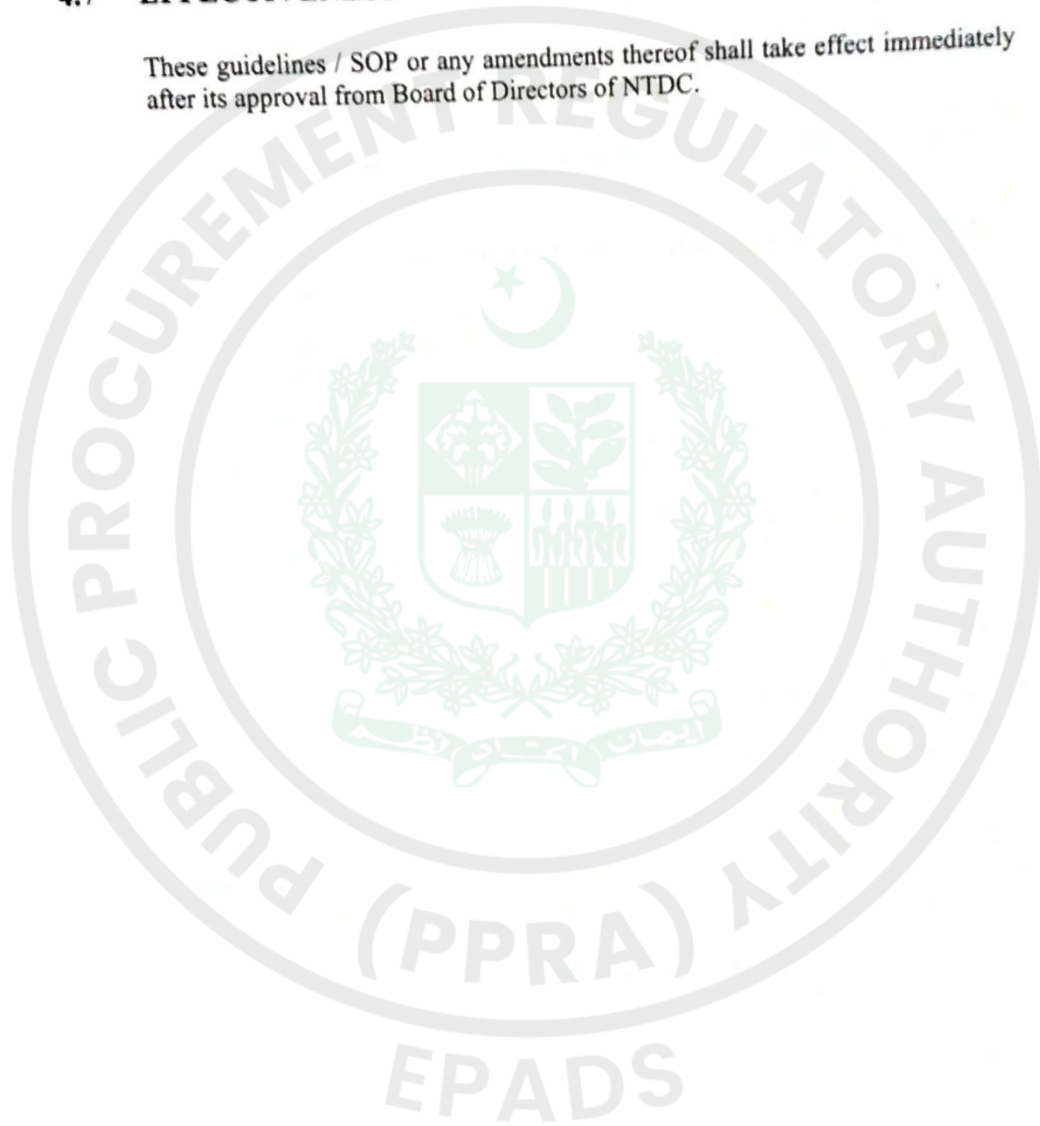 These guidelines / SOP or any amendments thereof shall take effect immediately
after its approval from Board of Directors of NTDC.
PUBLIC PROCUREMENT REGULATORY AUTHORITY
(PPRA)
EPADS